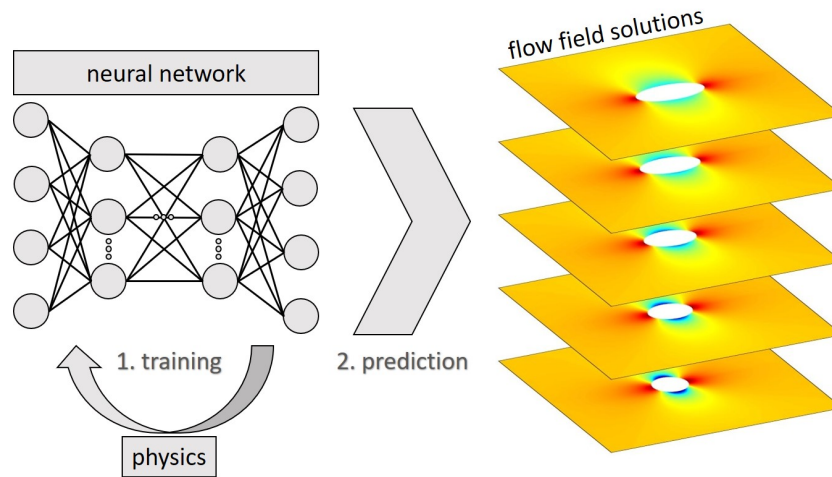 neural network
flow field solutions
1. training
2. prediction
physics